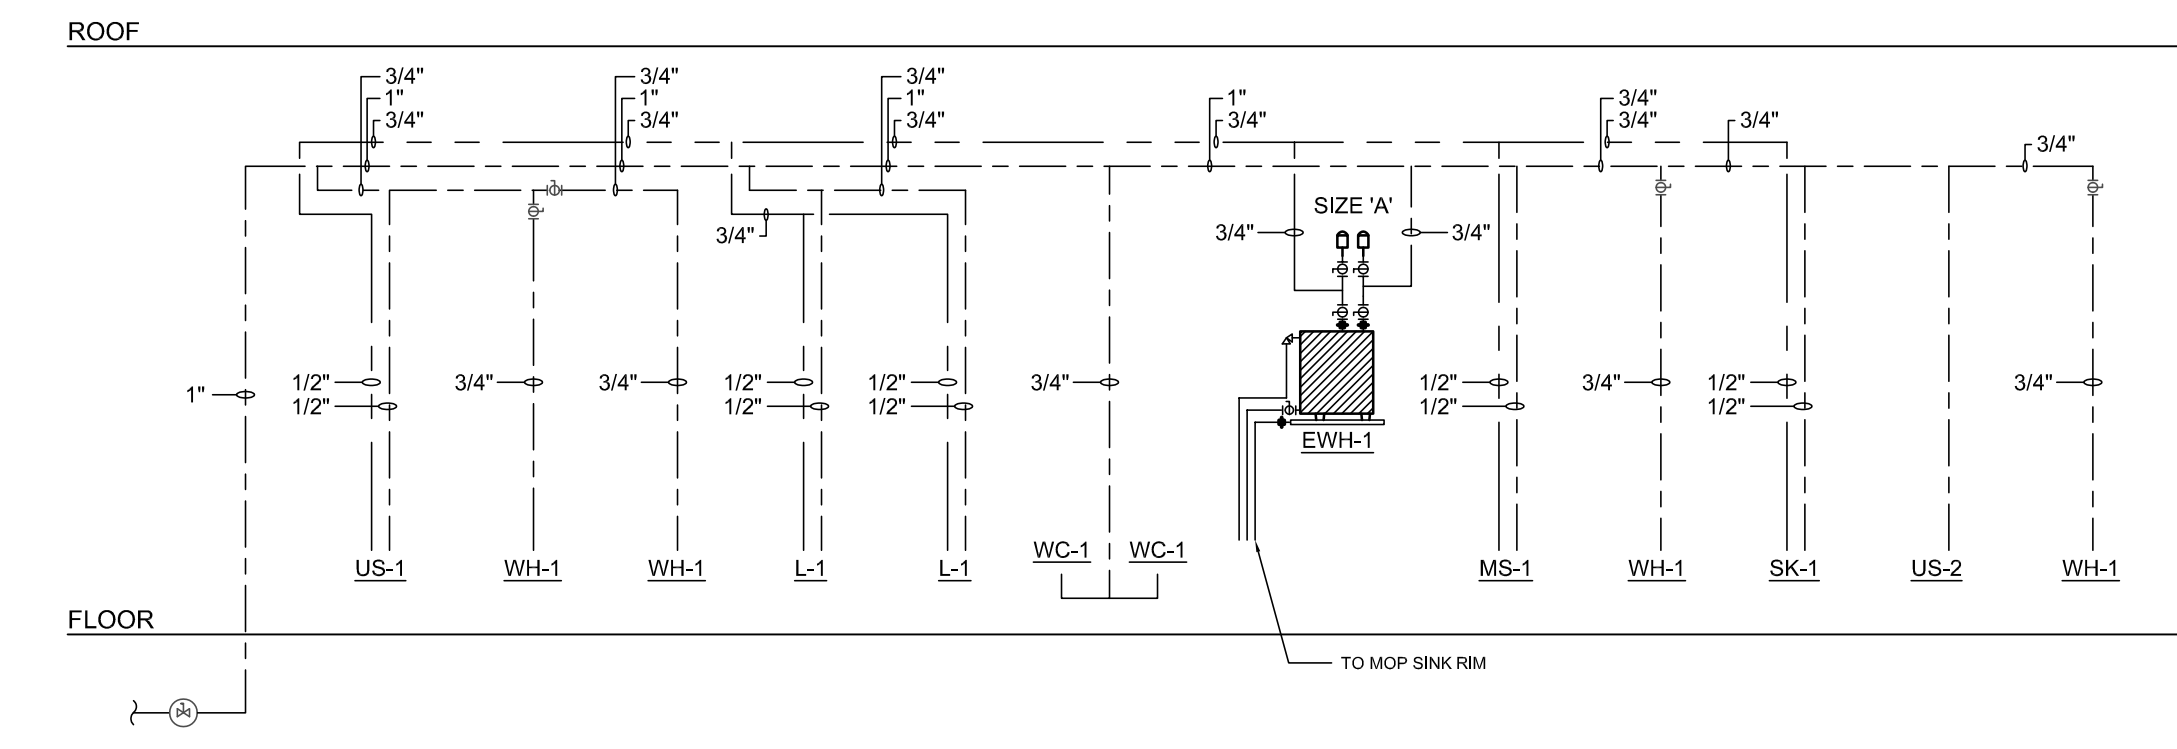 ROOF
3/4" 3/4" 3/4"
1" 1" 1" 1" 3/4"
3/4" 3/4" 3/4" 3/4" 3/4" 3/4"
3/4"
SIZE 'A'
3/4" 3/4" 3/4"
1/2" 3/4" 3/4" 1/2" 1/2" 3/4" 1/2" 3/4" 1/2" 3/4"
1"
1/2" 1/2" 1/2" 1/2" 1/2"
EWH-1
WC-1 WC-1
US-1 WH-1 WH-1 L-1 L-1 MS-1 WH-1 SK-1 US-2 WH-1
FLOOR
TO MOP SINK RIM